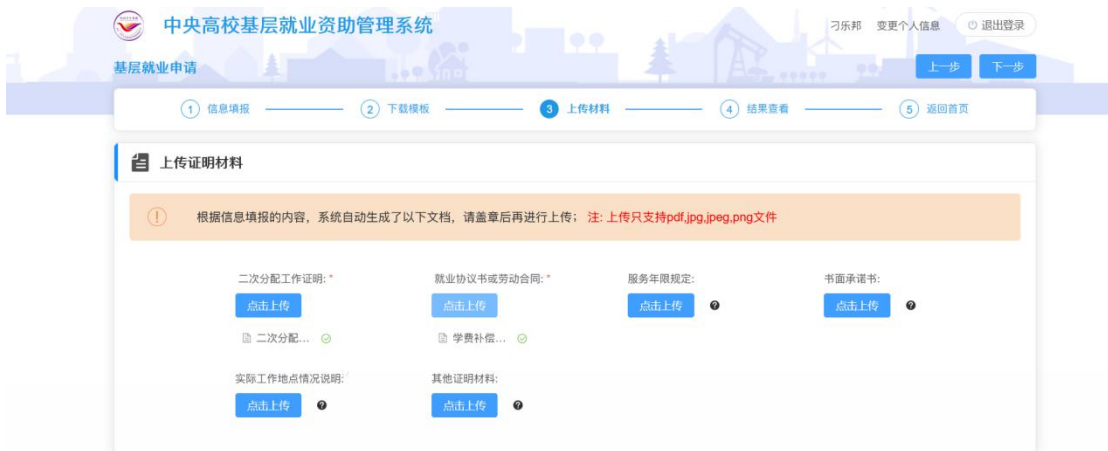 中央高校基层就业资助管理系统
刁乐邦 变更个人信息 退出登录
基层就业申请
上一步 下一步
1 信息填报 2 下载模板 3 上传材料 4 结果查看 5 返回首页
上传证明材料
根据信息填报的内容，系统自动生成了以下文档，请盖章后再进行上传； 注: 上传只支持pdf,jpg,jpeg,png文件
二次分配工作证明: * 就业协议书或劳动合同: * 服务年限规定: 书面承诺书:
点击上传 点击上传 点击上传 点击上传
二次分配... 学费补偿...
实际工作地点情况说明: 其他证明材料:
点击上传 点击上传